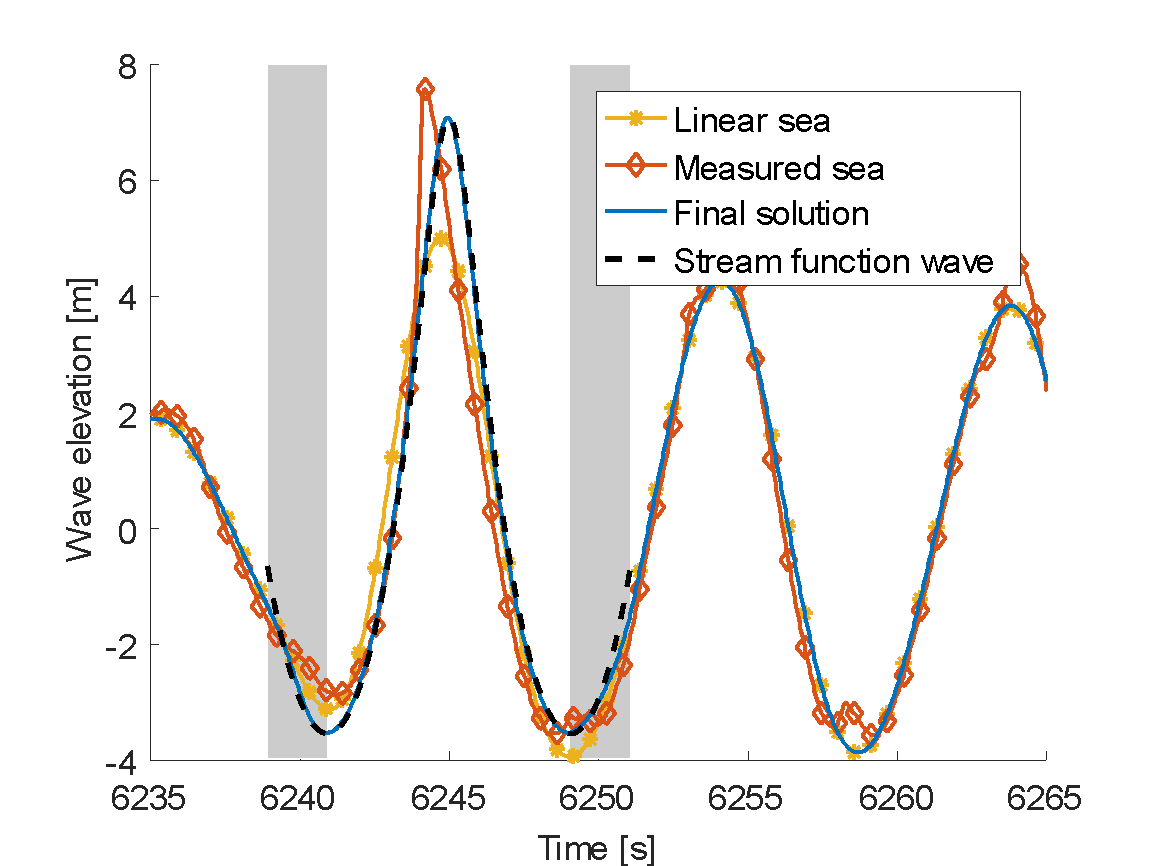 8
6
4
2
0
-2
-4
Wave elevation [m]
Linear sea
Measured sea
Final solution
Stream function wave
6235 6240 6245 6250 6255 6260 6265
Time [s]